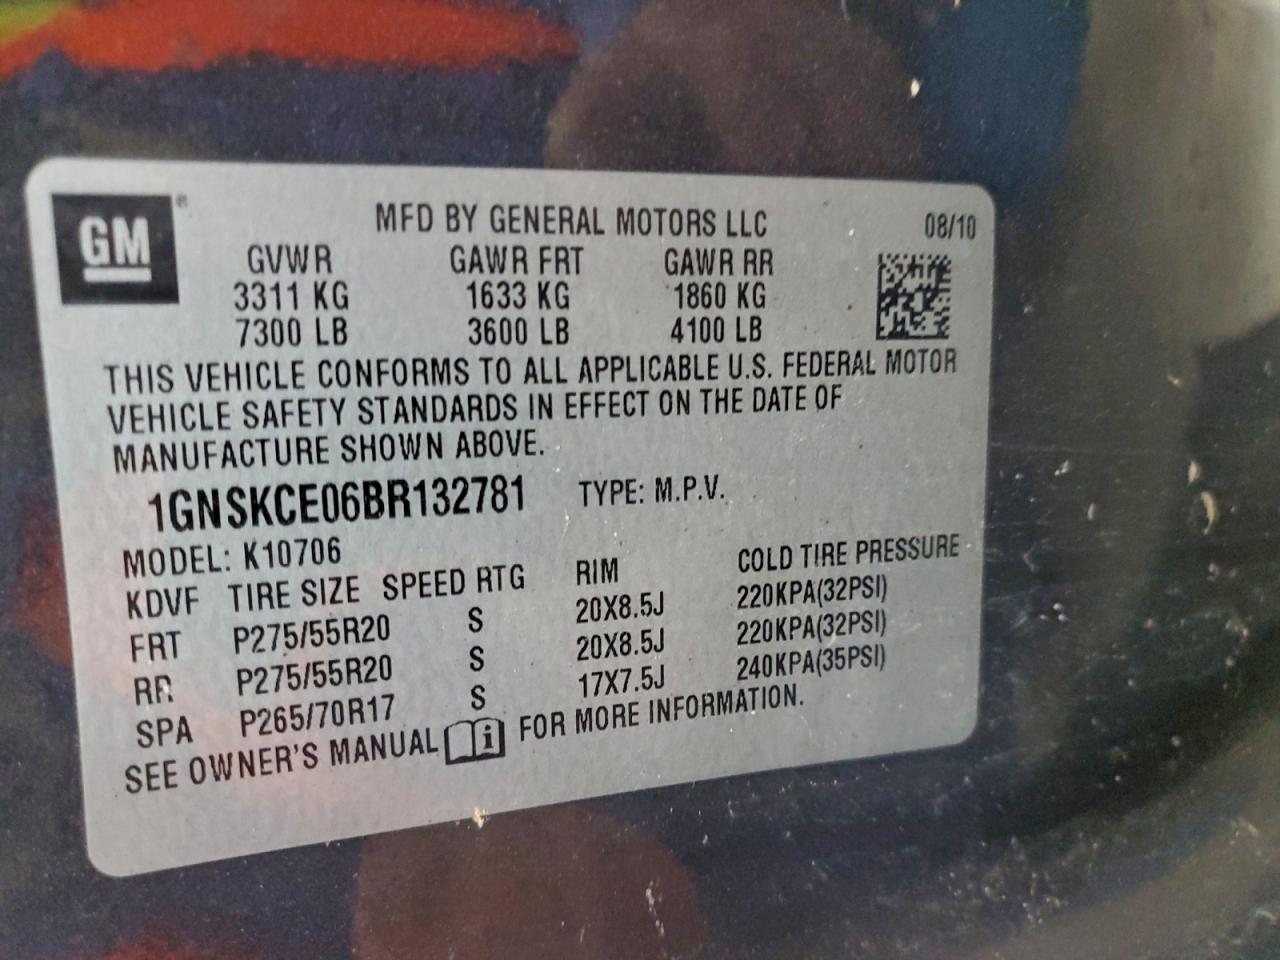 GM®
MFD BY GENERAL MOTORS LLC 08/10
GVWR GAWR FRT GAWR RR
3311 KG 1633 KG 1860 KG
7300 LB 3600 LB 4100 LB
THIS VEHICLE CONFORMS TO ALL APPLICABLE U.S. FEDERAL MOTOR
VEHICLE SAFETY STANDARDS IN EFFECT ON THE DATE OF
MANUFACTURE SHOWN ABOVE.
1GNSKCE06BR132781 TYPE: M.P.V.
MODEL: K10706
KDVF TIRE SIZE SPEED RTG RIM COLD TIRE PRESSURE
FRT P275/55R20 S 20X8.5J 220KPA(32PSI)
RR P275/55R20 S 20X8.5J 220KPA(32PSI)
SPA P265/70R17 S 17X7.5J 240KPA(35PSI)
SEE OWNER'S MANUAL i FOR MORE INFORMATION.